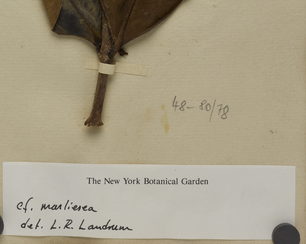 48-80/78
The New York Botanical Garden
cf. marlierea
det. L.R. Landrum